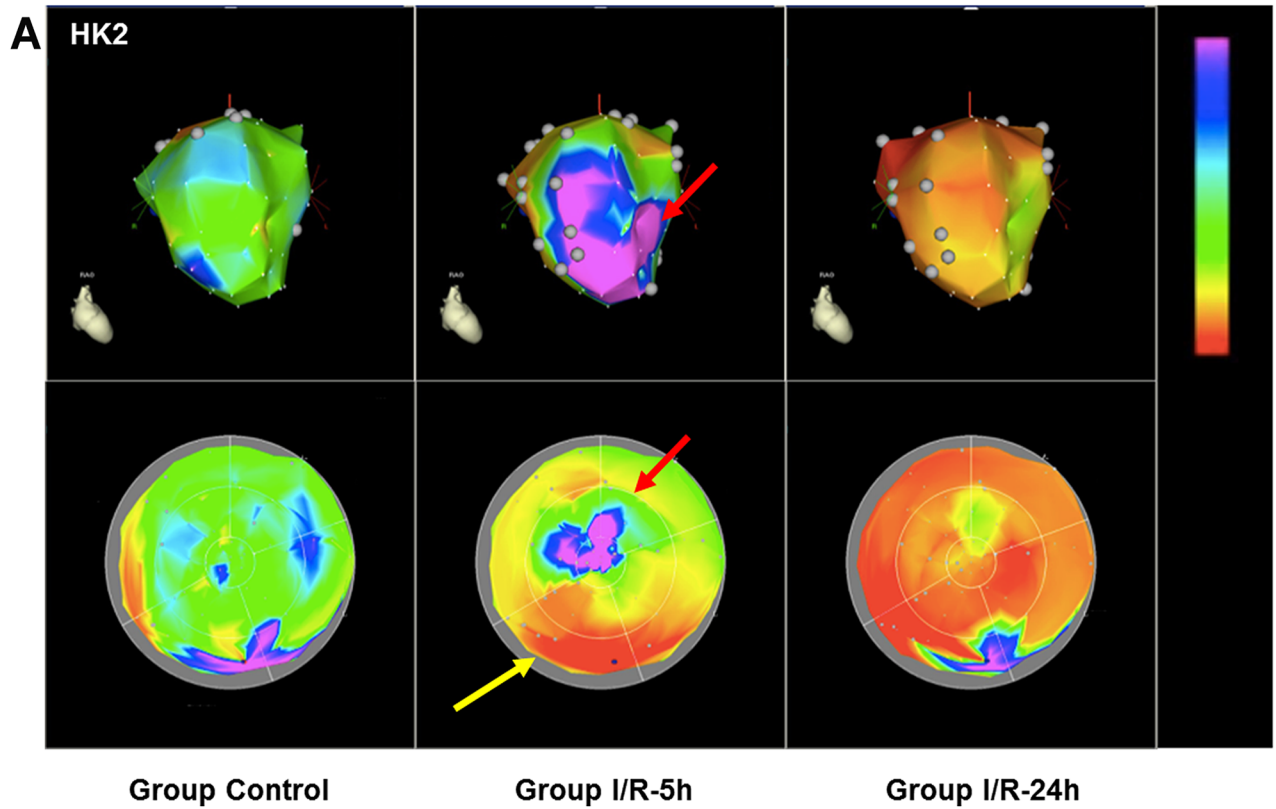 A
HK2
RAO
RAO
RAO
R
R
R
Group Control
Group I/R-5h
Group I/R-24h